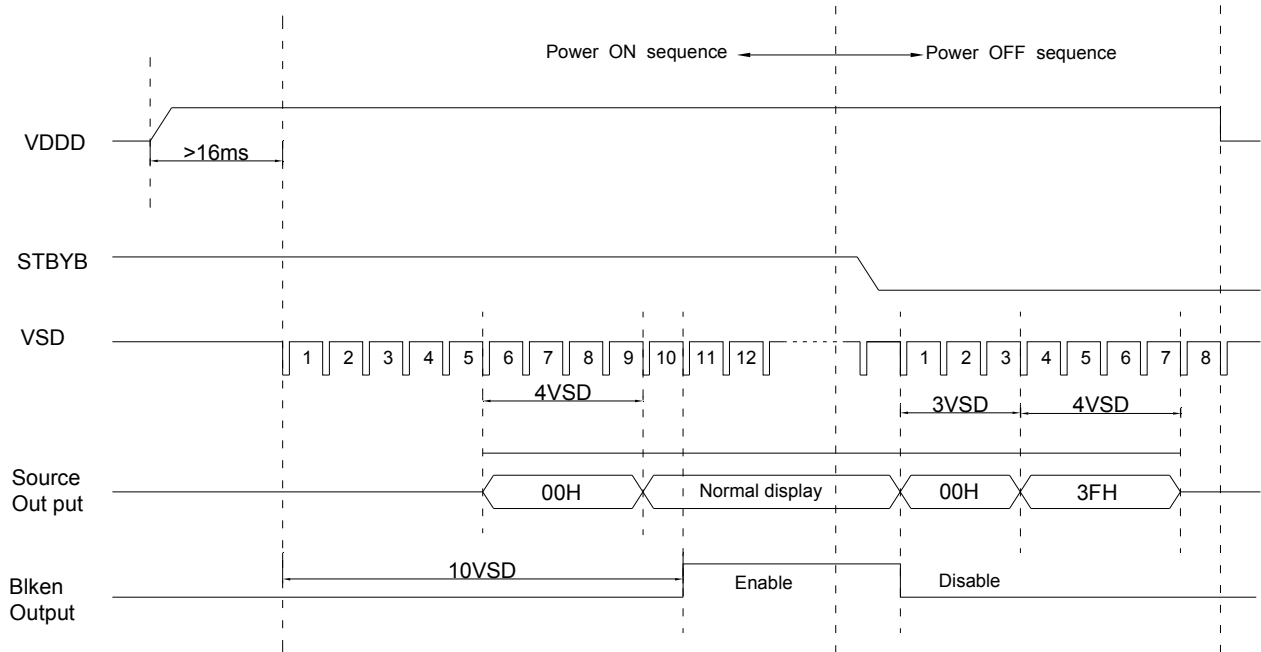 Power ON sequence
Power OFF sequence
VDDD
>16ms
STBYB
VSD
1 2 3 4 5 6 7 8 9 10 11 12 1 2 3 4 5 6 7 8
4VSD
3VSD
4VSD
Source
Out put
00H
Normal display
00H
3FH
10VSD
Blken
Output
Enable
Disable